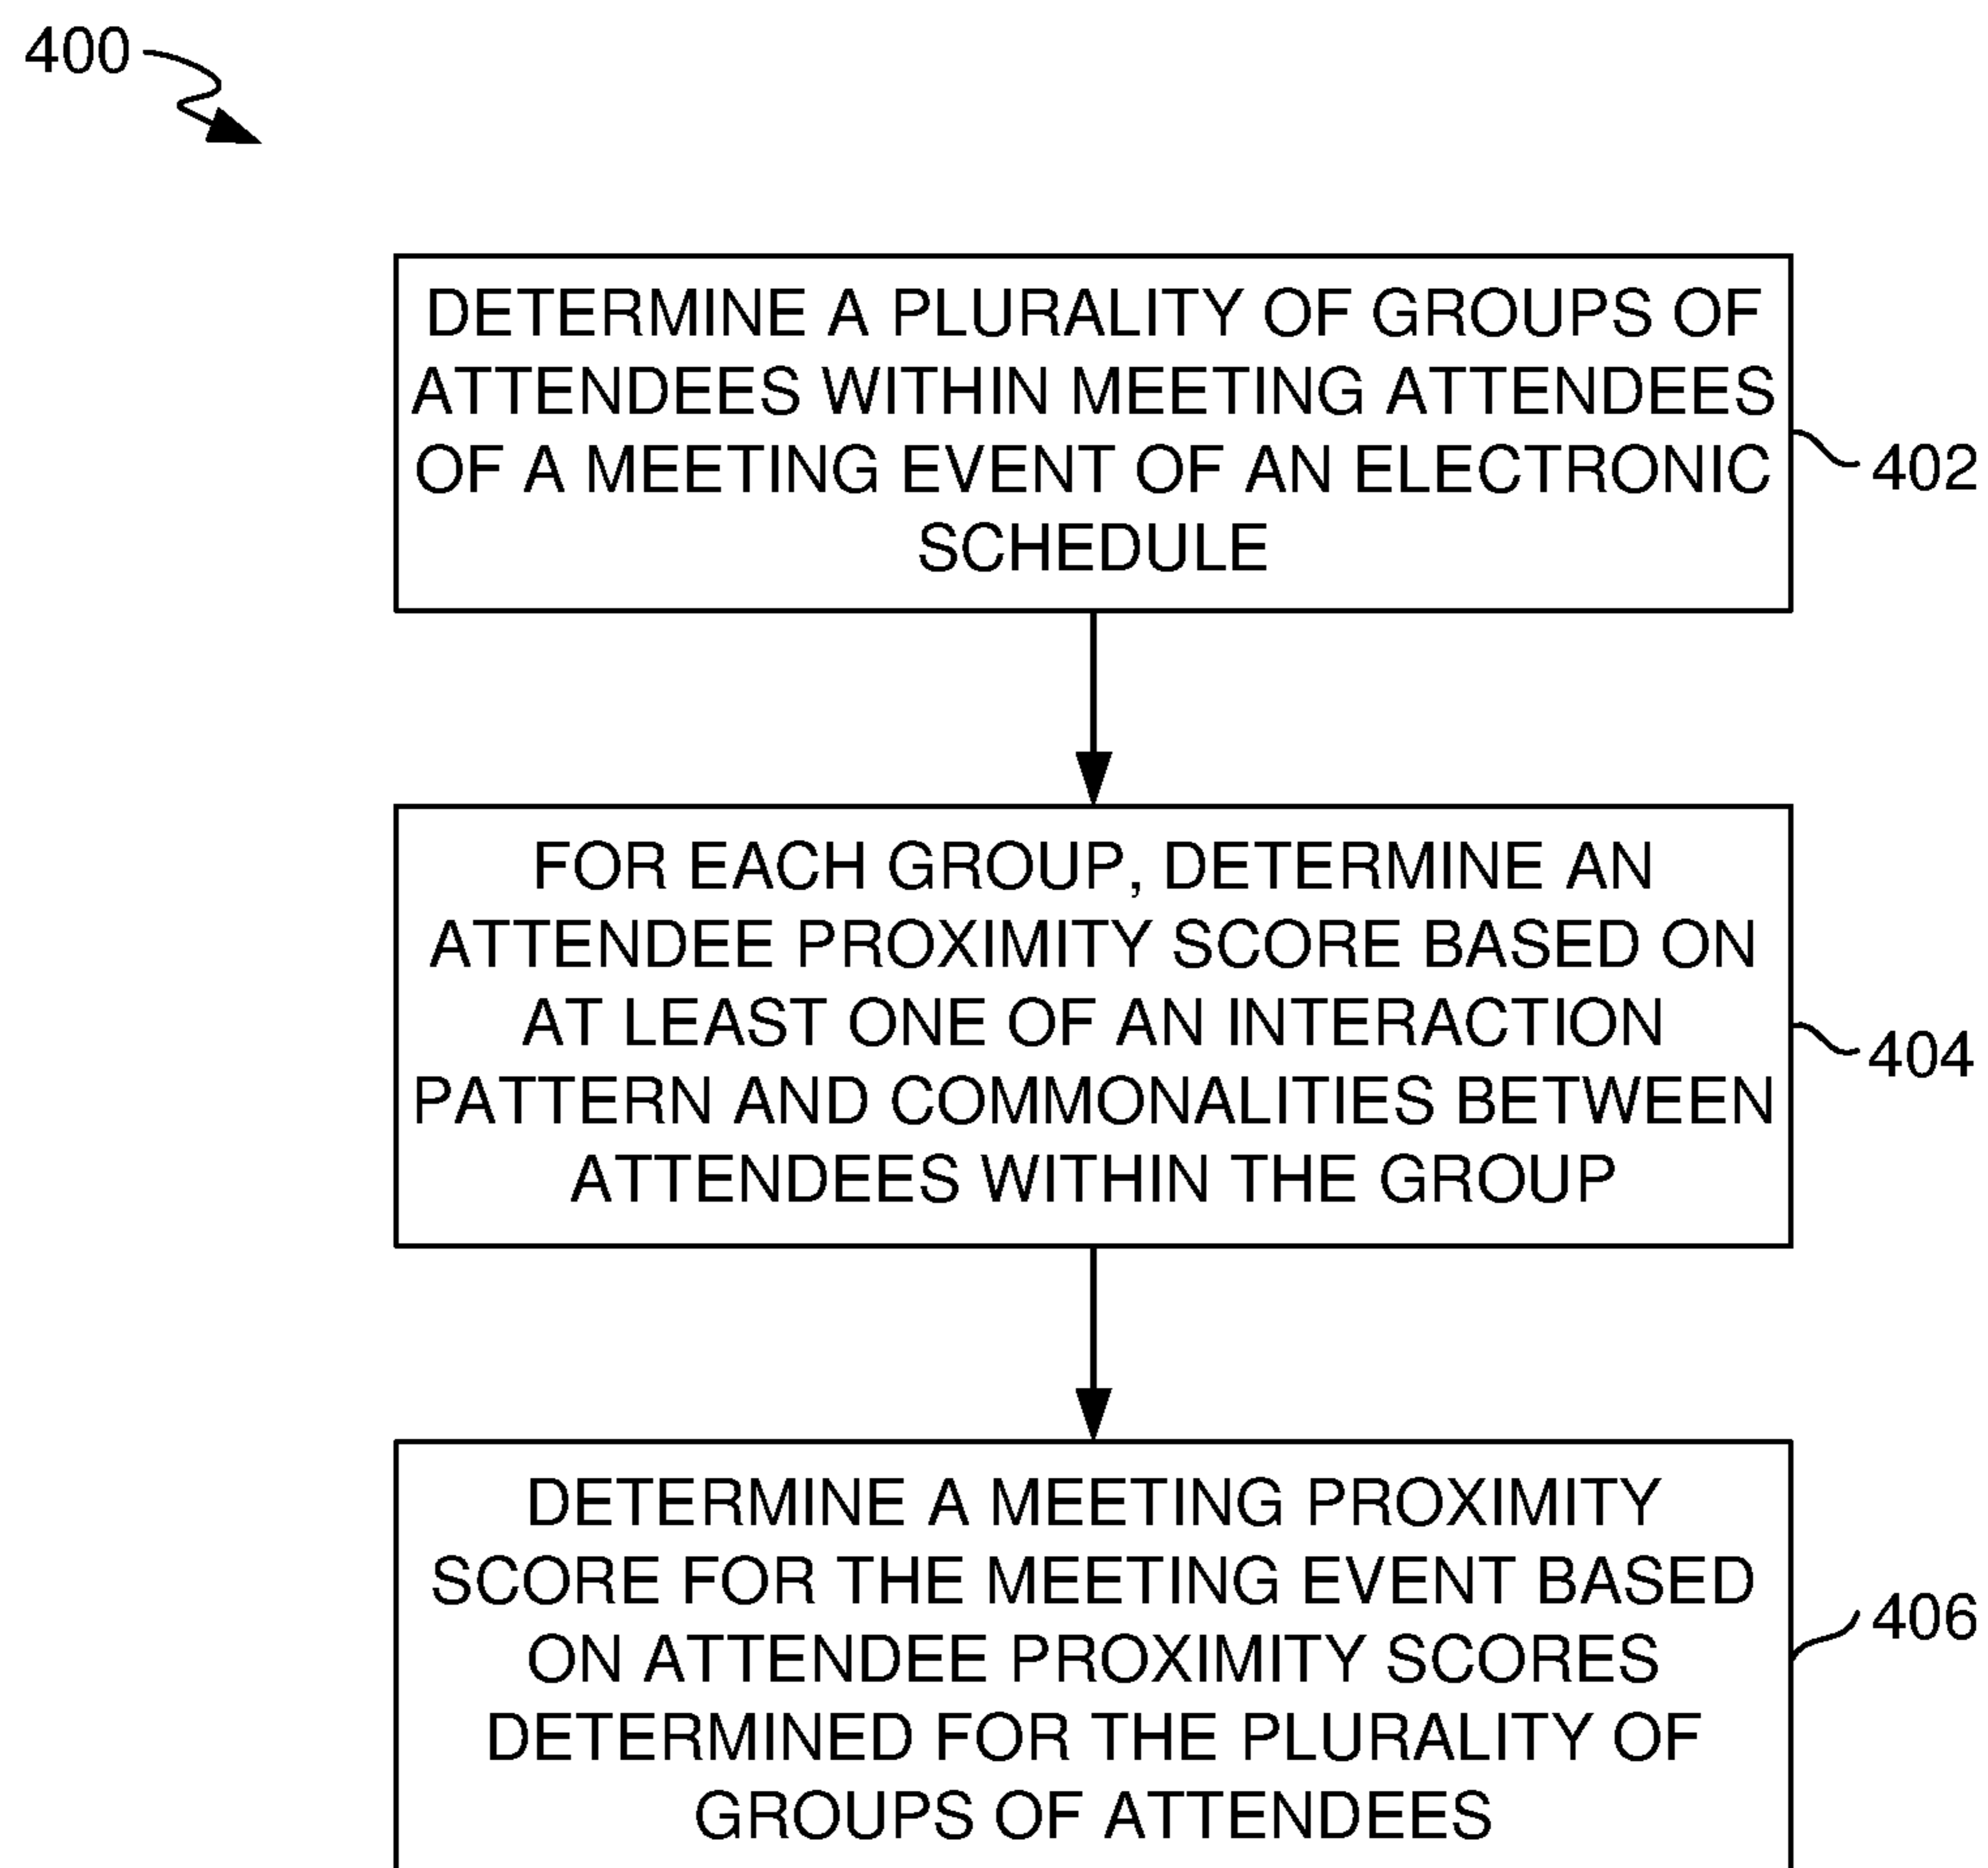 400
DETERMINE A PLURALITY OF GROUPS OF
ATTENDEES WITHIN MEETING ATTENDEES
OF A MEETING EVENT OF AN ELECTRONIC
SCHEDULE
402
FOR EACH GROUP, DETERMINE AN
ATTENDEE PROXIMITY SCORE BASED ON
AT LEAST ONE OF AN INTERACTION
PATTERN AND COMMONALITIES BETWEEN
ATTENDEES WITHIN THE GROUP
404
DETERMINE A MEETING PROXIMITY
SCORE FOR THE MEETING EVENT BASED
ON ATTENDEE PROXIMITY SCORES
DETERMINED FOR THE PLURALITY OF
GROUPS OF ATTENDEES
406